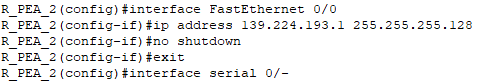 R_PEA_2(config)#interface FastEthernet 0/0
R_PEA_2(config-if)#ip address 139.224.193.1 255.255.255.128
R_PEA_2(config-if)#no shutdown
R_PEA_2(config-if)#exit
R_PEA_2(config)#interface serial 0/-